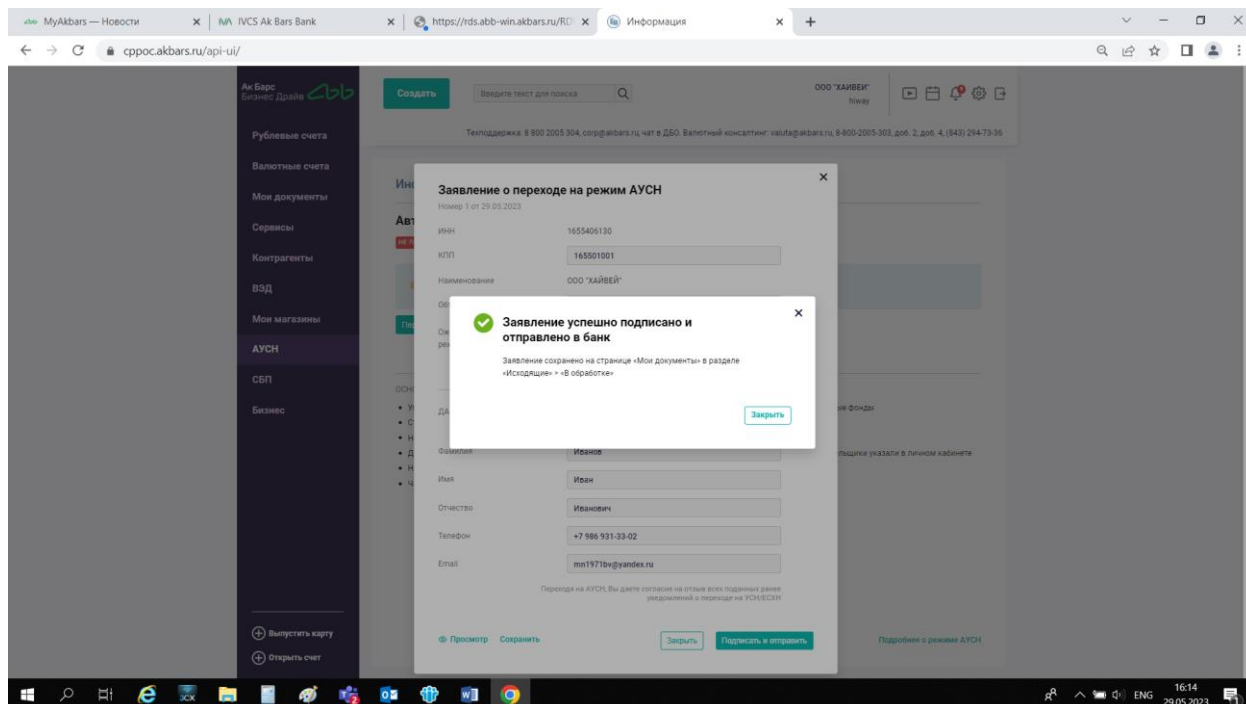 MyAkbars — Новости
IVCS Ak Bars Bank
https://rds.abb-win.akbars.ru/RD
Информация
cppoc.akbars.ru/api-ui/
Ак Барс
Бизнес Драйв
Создать
Введите текст для поиска
ООО "ХАЙВЕЙ"
hiway
Техподдержка: 8 800 2005 304, corp@akbars.ru, чат в ДБО. Валютный консалтинг: valuta@akbars.ru, 8-800-2005-303, доб. 2, доб. 4, (843) 294-73-36
Рублевые счета
Валютные счета
Мои документы
Сервисы
Контрагенты
ВЭД
Мои магазины
АУСН
СБП
Бизнес
Выпустить карту
Открыть счет
Заявление о переходе на режим АУСН
Номер 1 от 29.05.2023
ИНН
1655406130
КПП
165501001
Наименование
ООО "ХАЙВЕЙ"
Заявление успешно подписано и
отправлено в банк
Заявление сохранено на странице «Мои документы» в разделе
«Исходящие» > «В обработке»
Закрыть
Фамилия
Иванов
Имя
Иван
Отчество
Иванович
Телефон
+7 986 931-33-02
Email
mn1971bv@yandex.ru
Переходя на АУСН, Вы даете согласие на отзыв всех поданных ранее
уведомлений о переходе на УСН/ЕСХН
Просмотр
Сохранить
Закрыть
Подписать и отправить
ые фонды
льщики указали в личном кабинете
Подробнее о режиме АУСН
ENG
16:14
29.05.2023